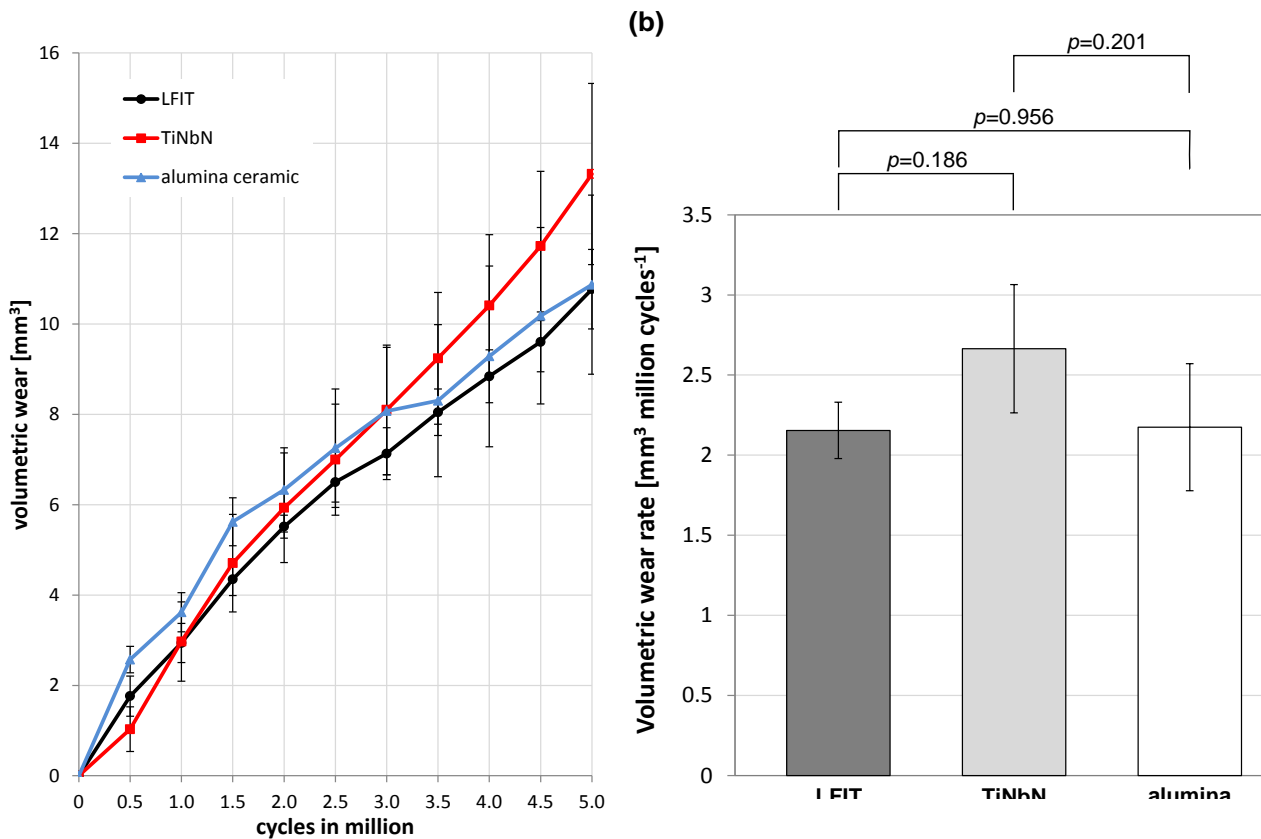 (b)
16
14
12
10
8
6
4
2
0
volumetric wear [mm³]
LFIT
TiNbN
alumina ceramic
0 0.5 1.0 1.5 2.0 2.5 3.0 3.5 4.0 4.5 5.0
cycles in million
p=0.201
p=0.956
p=0.186
3.5
3
2.5
2
1.5
1
0.5
0
Volumetric wear rate [mm³ million cycles⁻¹]
LFIT TiNbN alumina